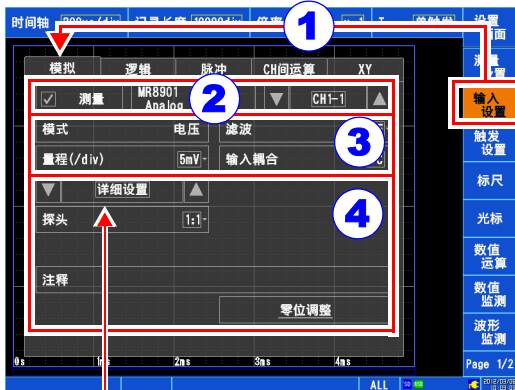 时间轴 200ms/div 记录长度 10000div 倍率 ×1 单触发 设置
画面
模拟 逻辑 脉冲 CH间运算 XY
1
✓ 测量 MR8901 Analog ▼ CH1-1 ▲
2
输入
设置
模式 电压 滤波
3
触发
设置
量程(/div) 5mV 输入耦合
▼ 详细设置 ▲
标尺
探头 1:1
4
光标
数值
运算
注释
数值
监测
零位调整
波形
监测
0s 1ms 2ms 3ms 4ms
Page 1/2
ALL